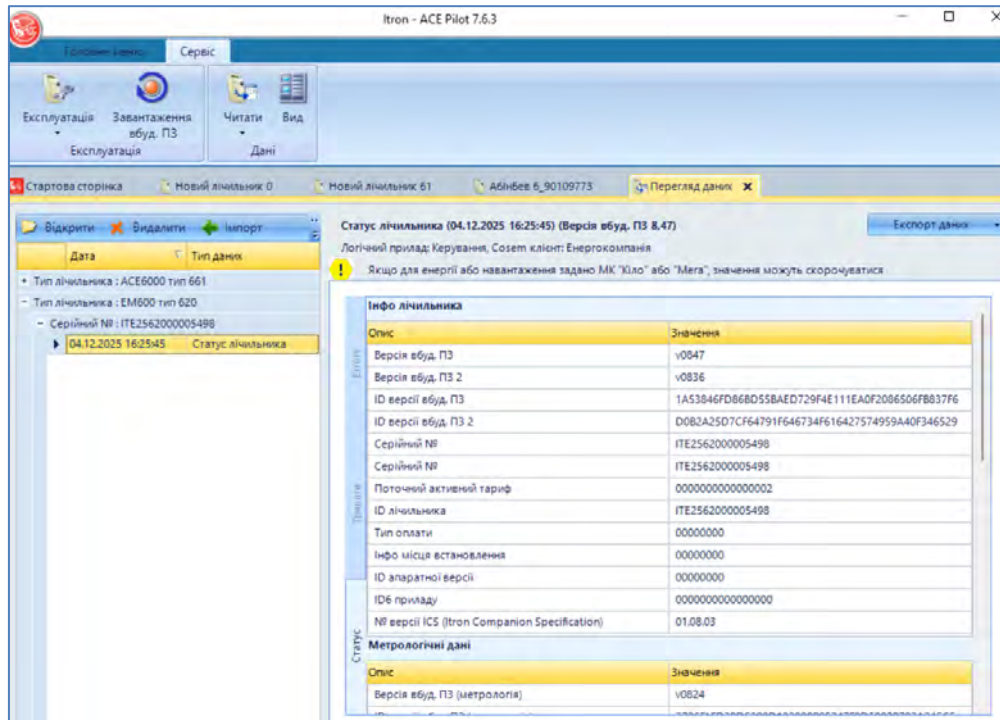 Itron - ACE Pilot 7.6.3
Головне меню Сервіс
Експлуатація Завантаження вбуд. ПЗ Читати Вид
Експлуатація Дані
Стартова сторінка Новий лічильник 0 Новий лічильник 61 Абінбев 6_90109773 Перегляд даних
Відкрити Видалити Імпорт
Статус лічильника (04.12.2025 16:25:45) (Версія вбуд. ПЗ 8.47) Експорт даних
Дата Тип даних
Логічний прилад: Керування, Cosem клієнт: Енергокомпанія
! Якщо для енергії або навантаження задано МК "Кіло" або "Мега", значення можуть скорочуватися
+ Тип лічильника : ACE6000 тип 661
− Тип лічильника : EM600 тип 620
− Серійний № : ITE2562000005498
04.12.2025 16:25:45 Статус лічильника
Errors
Тривоги
Статус
Інфо лічильника
Опис Значення
Версія вбуд. ПЗ v0847
Версія вбуд. ПЗ 2 v0836
ID версії вбуд. ПЗ 1A53846FD86BD55BAED729F4E111EA0F2086506FB837F6
ID версії вбуд. ПЗ 2 D0B2A25D7CF64791F646734F616427574959A40F346529
Серійний № ITE2562000005498
Серійний № ITE2562000005498
Поточний активний тариф 0000000000000002
ID лічильника ITE2562000005498
Тип оплати 00000000
Інфо місця встановлення 00000000
ID апаратної версії 00000000
ID6 приладу 0000000000000000
№ версії ICS (Itron Companion Specification) 01.08.03
Метрологічні дані
Опис Значення
Версія вбуд. ПЗ (метрологія) v0824